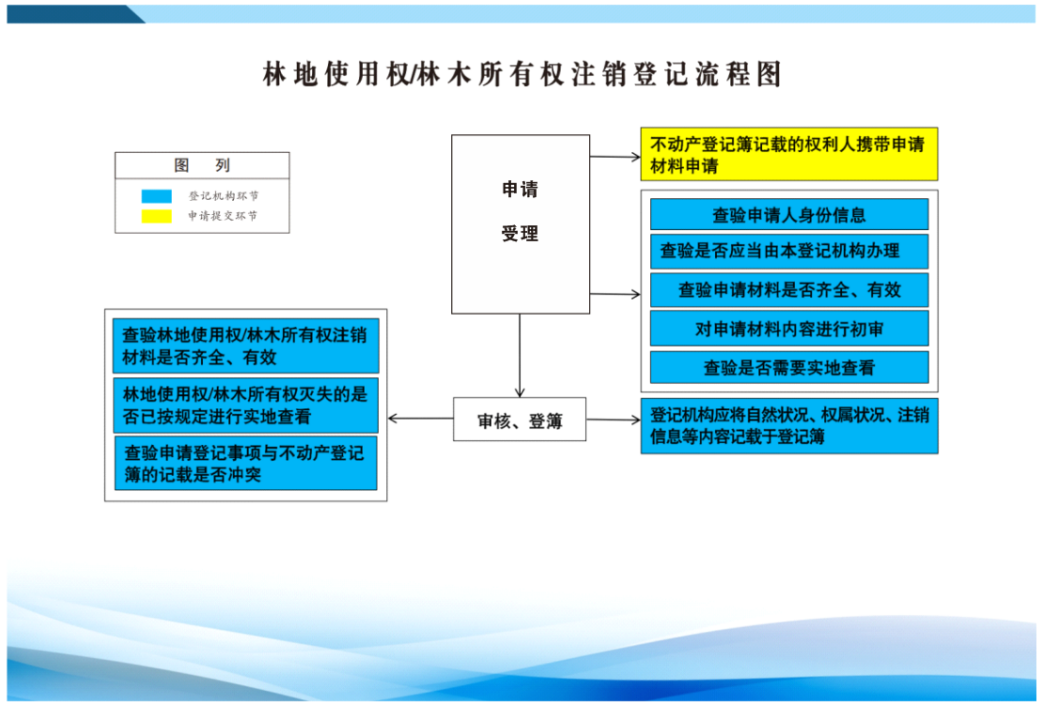 林地使用权/林木所有权注销登记流程图
图 列
登记机构环节
申请提交环节
申请
受理
不动产登记簿记载的权利人携带申请
材料申请
查验申请人身份信息
查验是否应当由本登记机构办理
查验申请材料是否齐全、有效
对申请材料内容进行初审
查验是否需要实地查看
查验林地使用权/林木所有权注销
材料是否齐全、有效
林地使用权/林木所有权灭失的是
否已按规定进行实地查看
查验申请登记事项与不动产登记
簿的记载是否冲突
审核、登簿
登记机构应将自然状况、权属状况、注销
信息等内容记载于登记簿